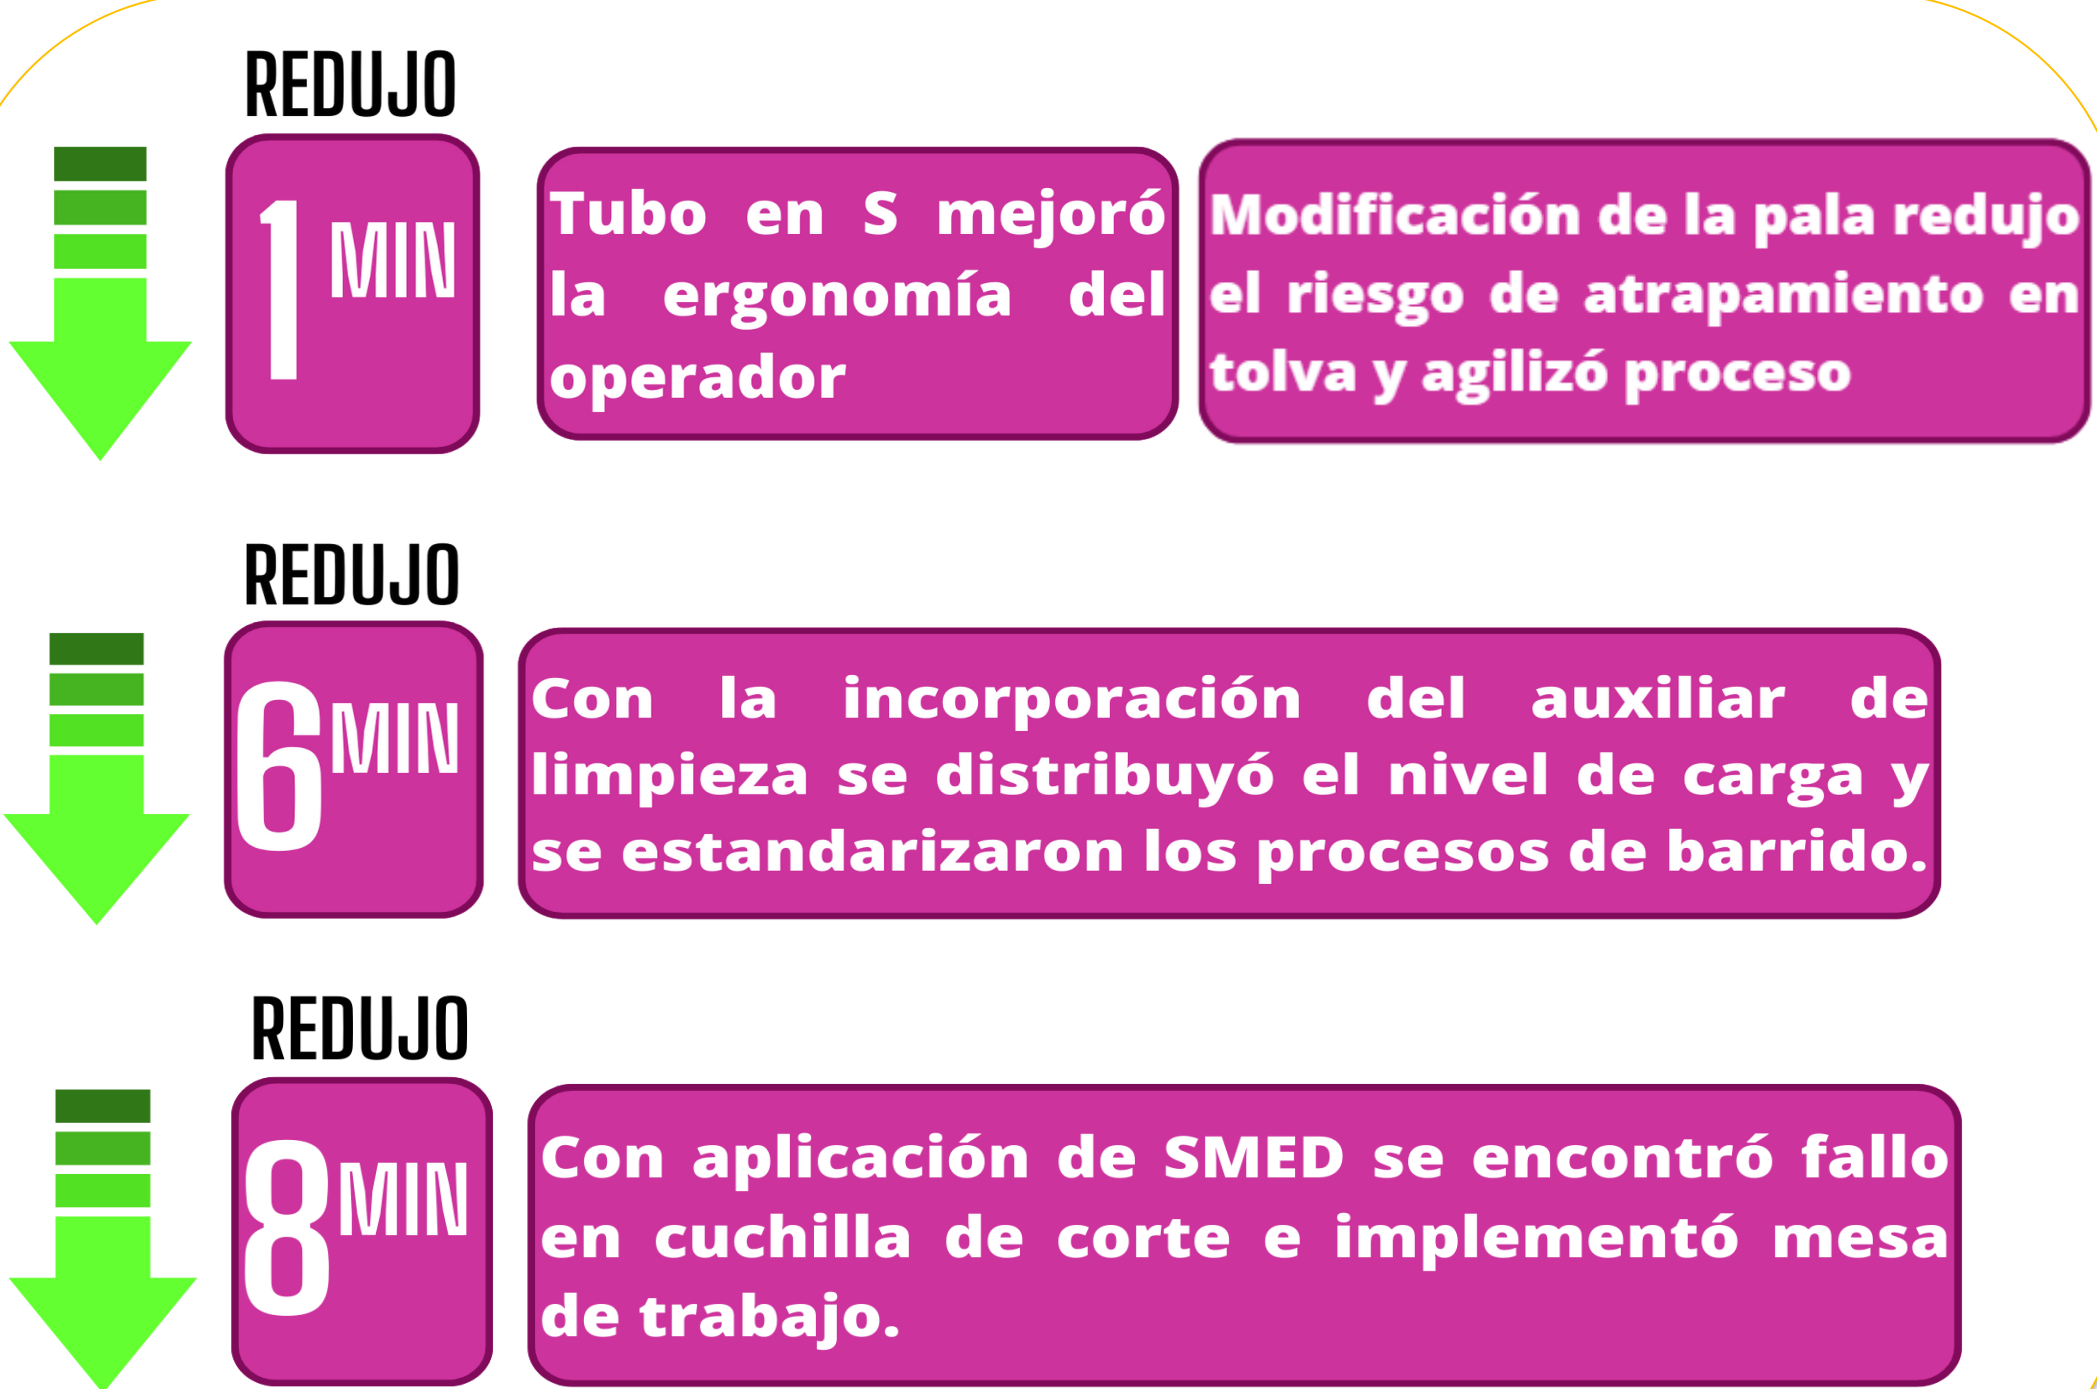 REDUJO
1 MIN
Tubo en S mejoró
la ergonomía del
operador
Modificación de la pala redujo
el riesgo de atrapamiento en
tolva y agilizó proceso
REDUJO
6 MIN
Con la incorporación del auxiliar de
limpieza se distribuyó el nivel de carga y
se estandarizaron los procesos de barrido.
REDUJO
8 MIN
Con aplicación de SMED se encontró fallo
en cuchilla de corte e implementó mesa
de trabajo.